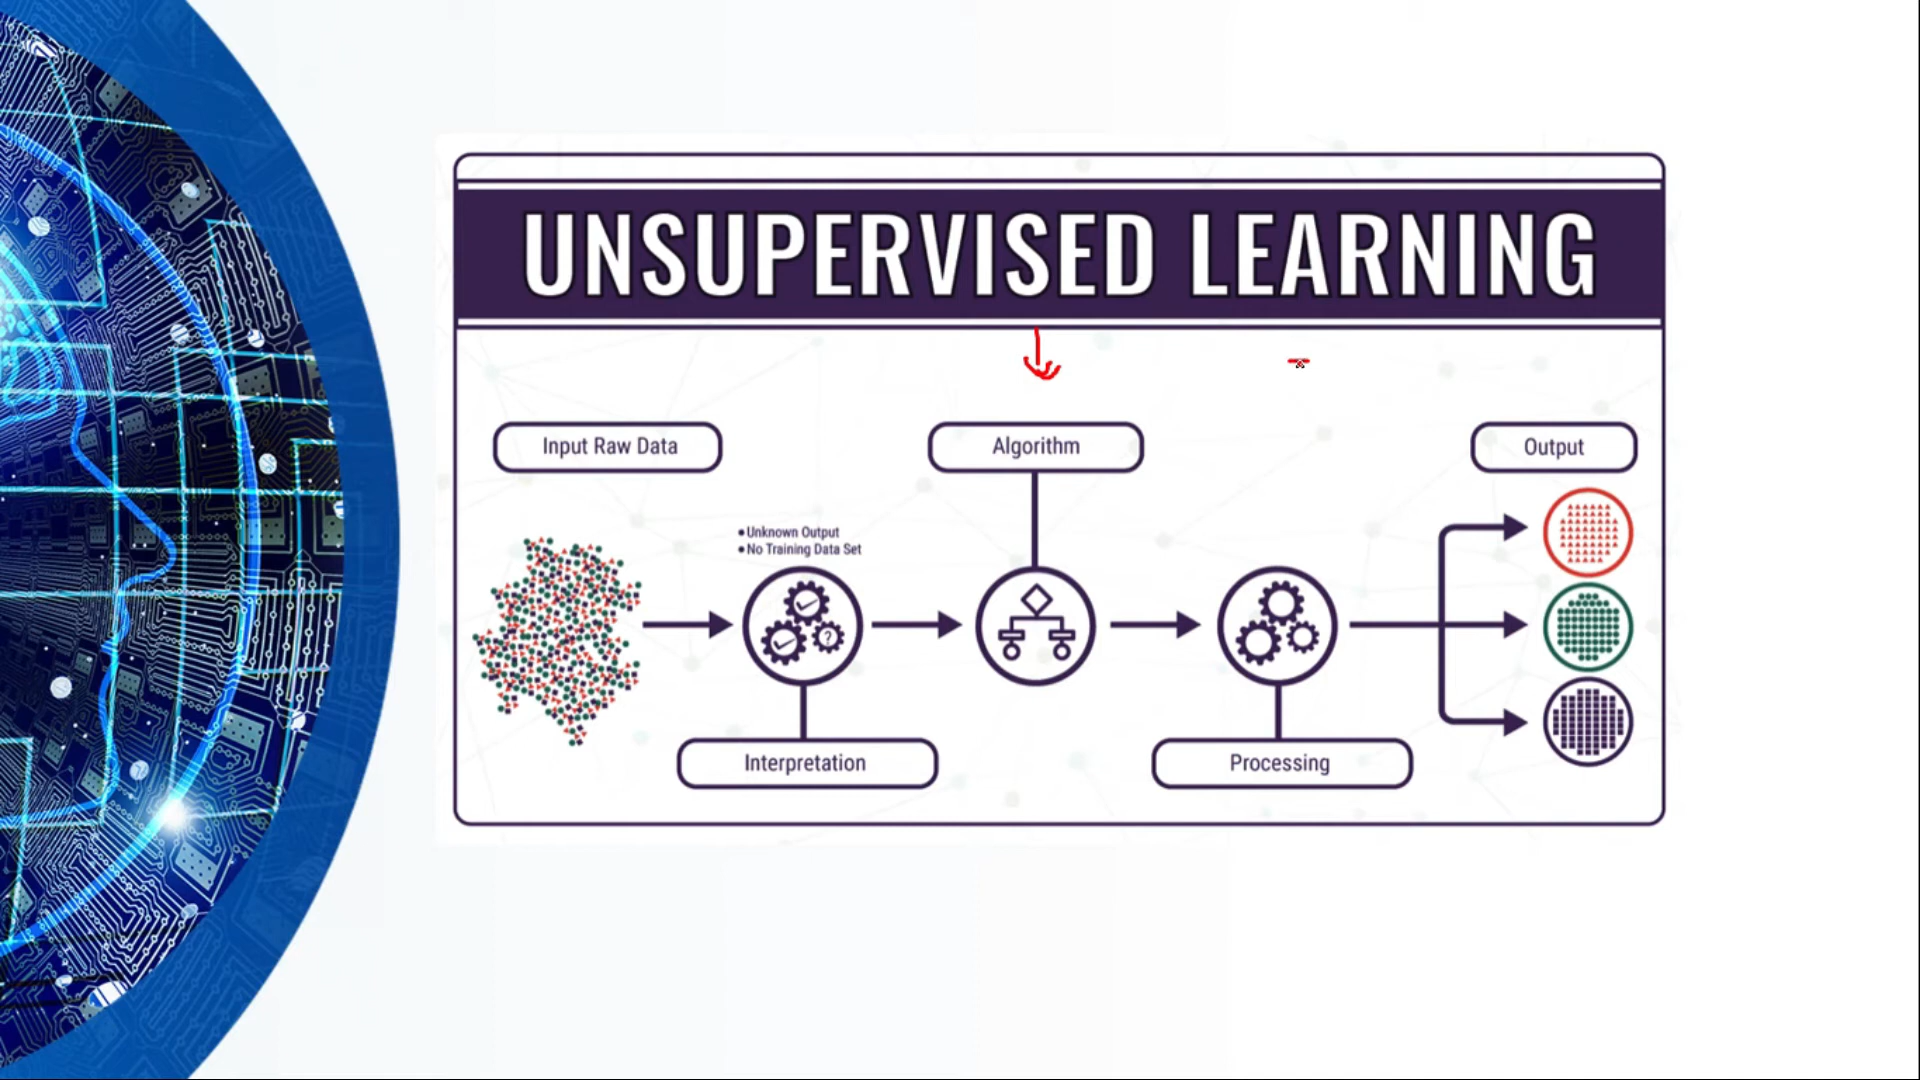 UNSUPERVISED LEARNING
Input Raw Data
Algorithm
Output
• Unknown Output
• No Training Data Set
?
Interpretation
Processing